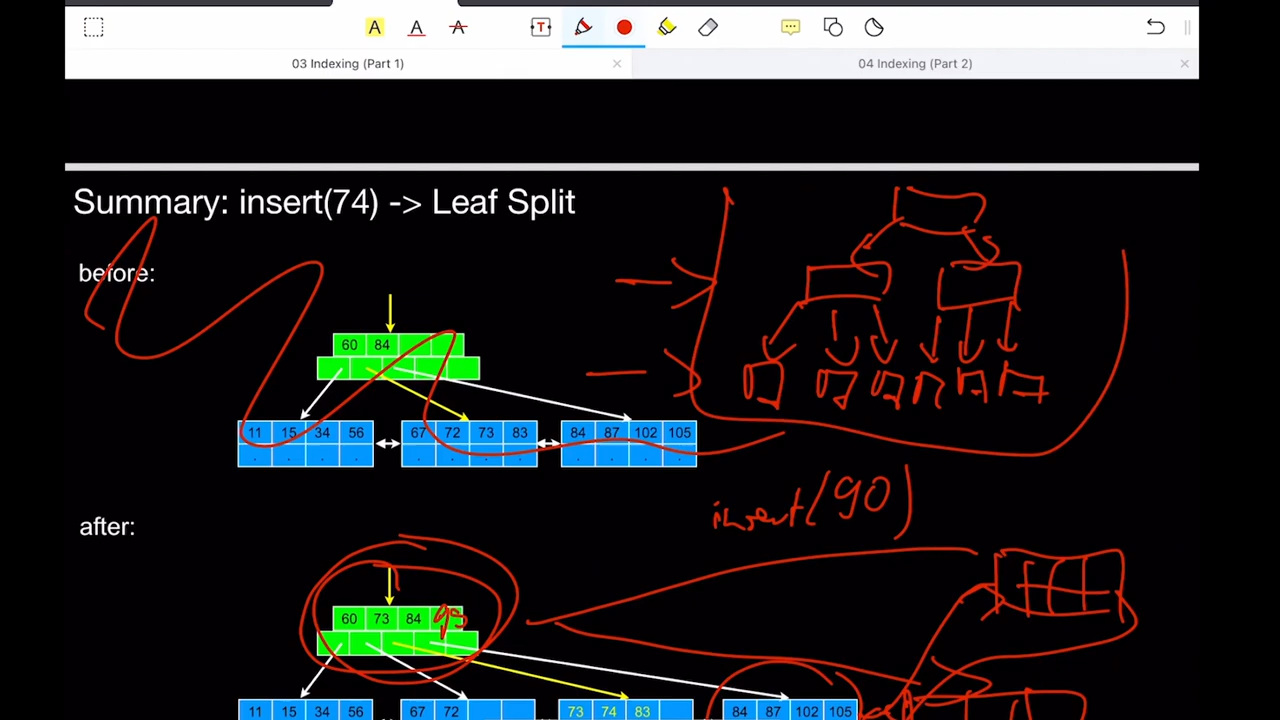 A A A T
03 Indexing (Part 1) × 04 Indexing (Part 2) ×
Summary: insert(74) -> Leaf Split
before:
60 84
11 15 34 56 67 72 73 83 84 87 102 105
insert(90)
after:
60 73 84
11 15 34 56 67 72 73 74 83 84 87 102 105